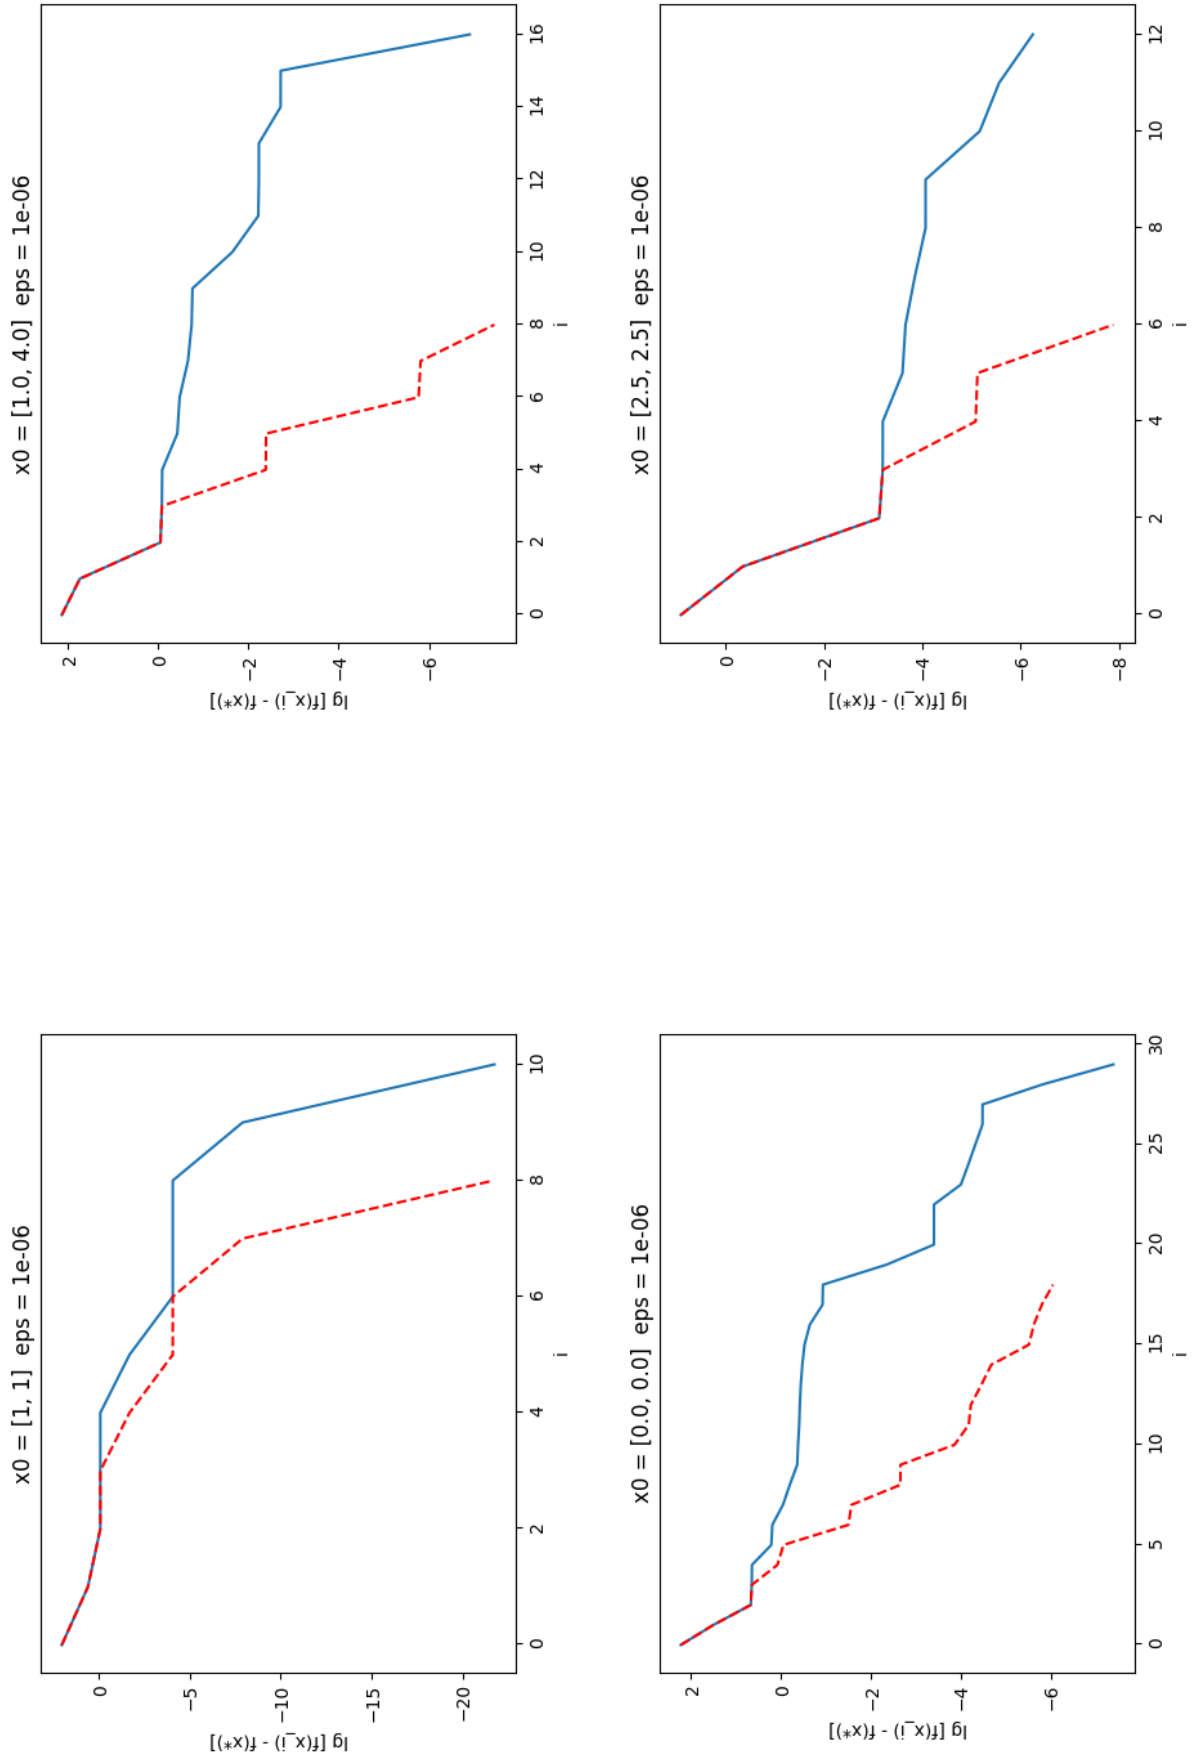 x0 = [1, 1] eps = 1e-06
lg [ f(x_i) - f(x*)]
0
−5
−10
−15
−20
0 2 4 6 8 10
i
x0 = [1.0, 4.0] eps = 1e-06
lg [ f(x_i) - f(x*)]
2
0
−2
−4
−6
0 2 4 6 8 10 12 14 16
i
x0 = [0.0, 0.0] eps = 1e-06
lg [ f(x_i) - f(x*)]
2
0
−2
−4
−6
0 5 10 15 20 25 30
i
x0 = [2.5, 2.5] eps = 1e-06
lg [ f(x_i) - f(x*)]
0
−2
−4
−6
−8
0 2 4 6 8 10 12
i